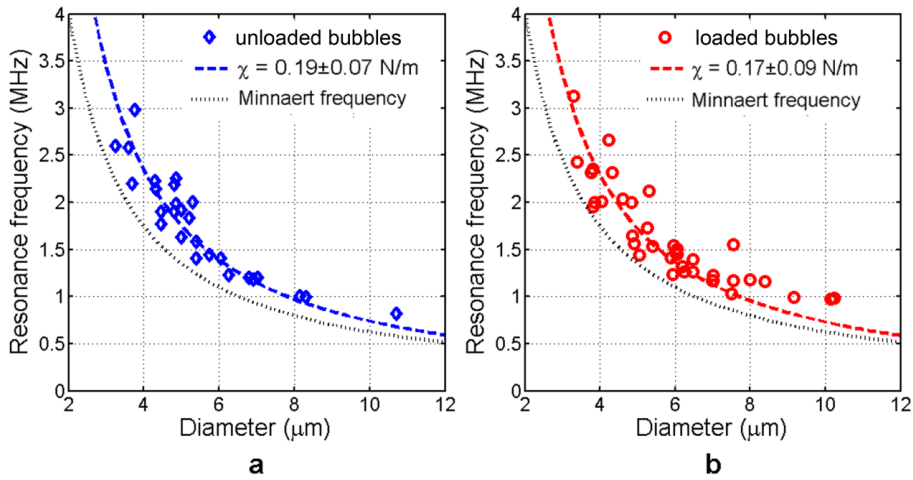 4
3.5
3
2.5
2
1.5
1
0.5
0
2
4
6
8
10
12
Resonance frequency (MHz)
Diameter (μm)
unloaded bubbles
χ = 0.19±0.07 N/m
Minnaert frequency
a
4
3.5
3
2.5
2
1.5
1
0.5
0
2
4
6
8
10
12
Resonance frequency (MHz)
Diameter (μm)
loaded bubbles
χ = 0.17±0.09 N/m
Minnaert frequency
b